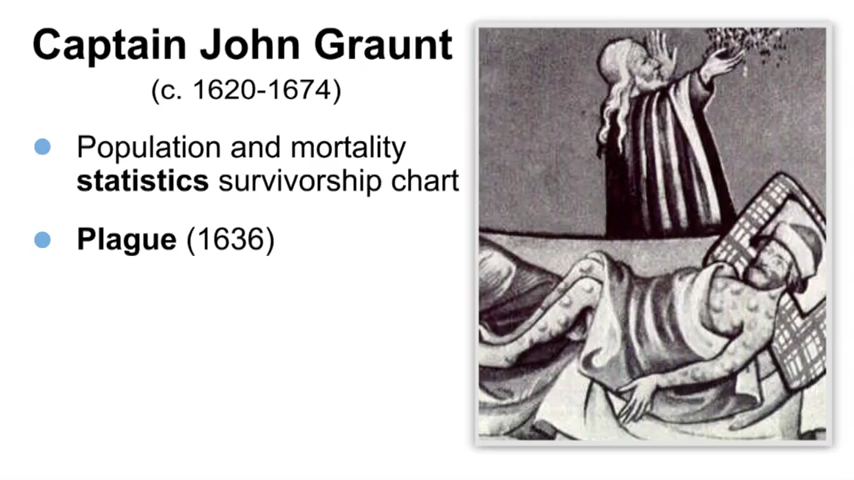 Captain John Graunt
(c. 1620-1674)
Population and mortality
statistics survivorship chart
Plague (1636)